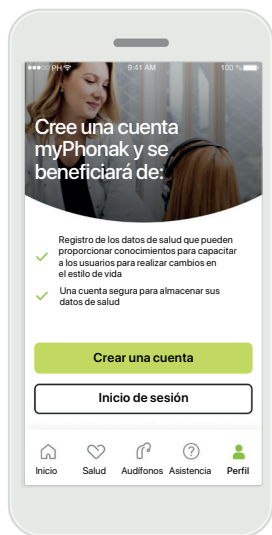 PH 9:41 AM 100 %
Cree una cuenta
myPhonak y se
beneficiará de:
Registro de los datos de salud que pueden
proporcionar conocimientos para capacitar
a los usuarios para realizar cambios en
el estilo de vida
Una cuenta segura para almacenar sus
datos de salud
Crear una cuenta
Inicio de sesión
Inicio Salud Audífonos Asistencia Perfil